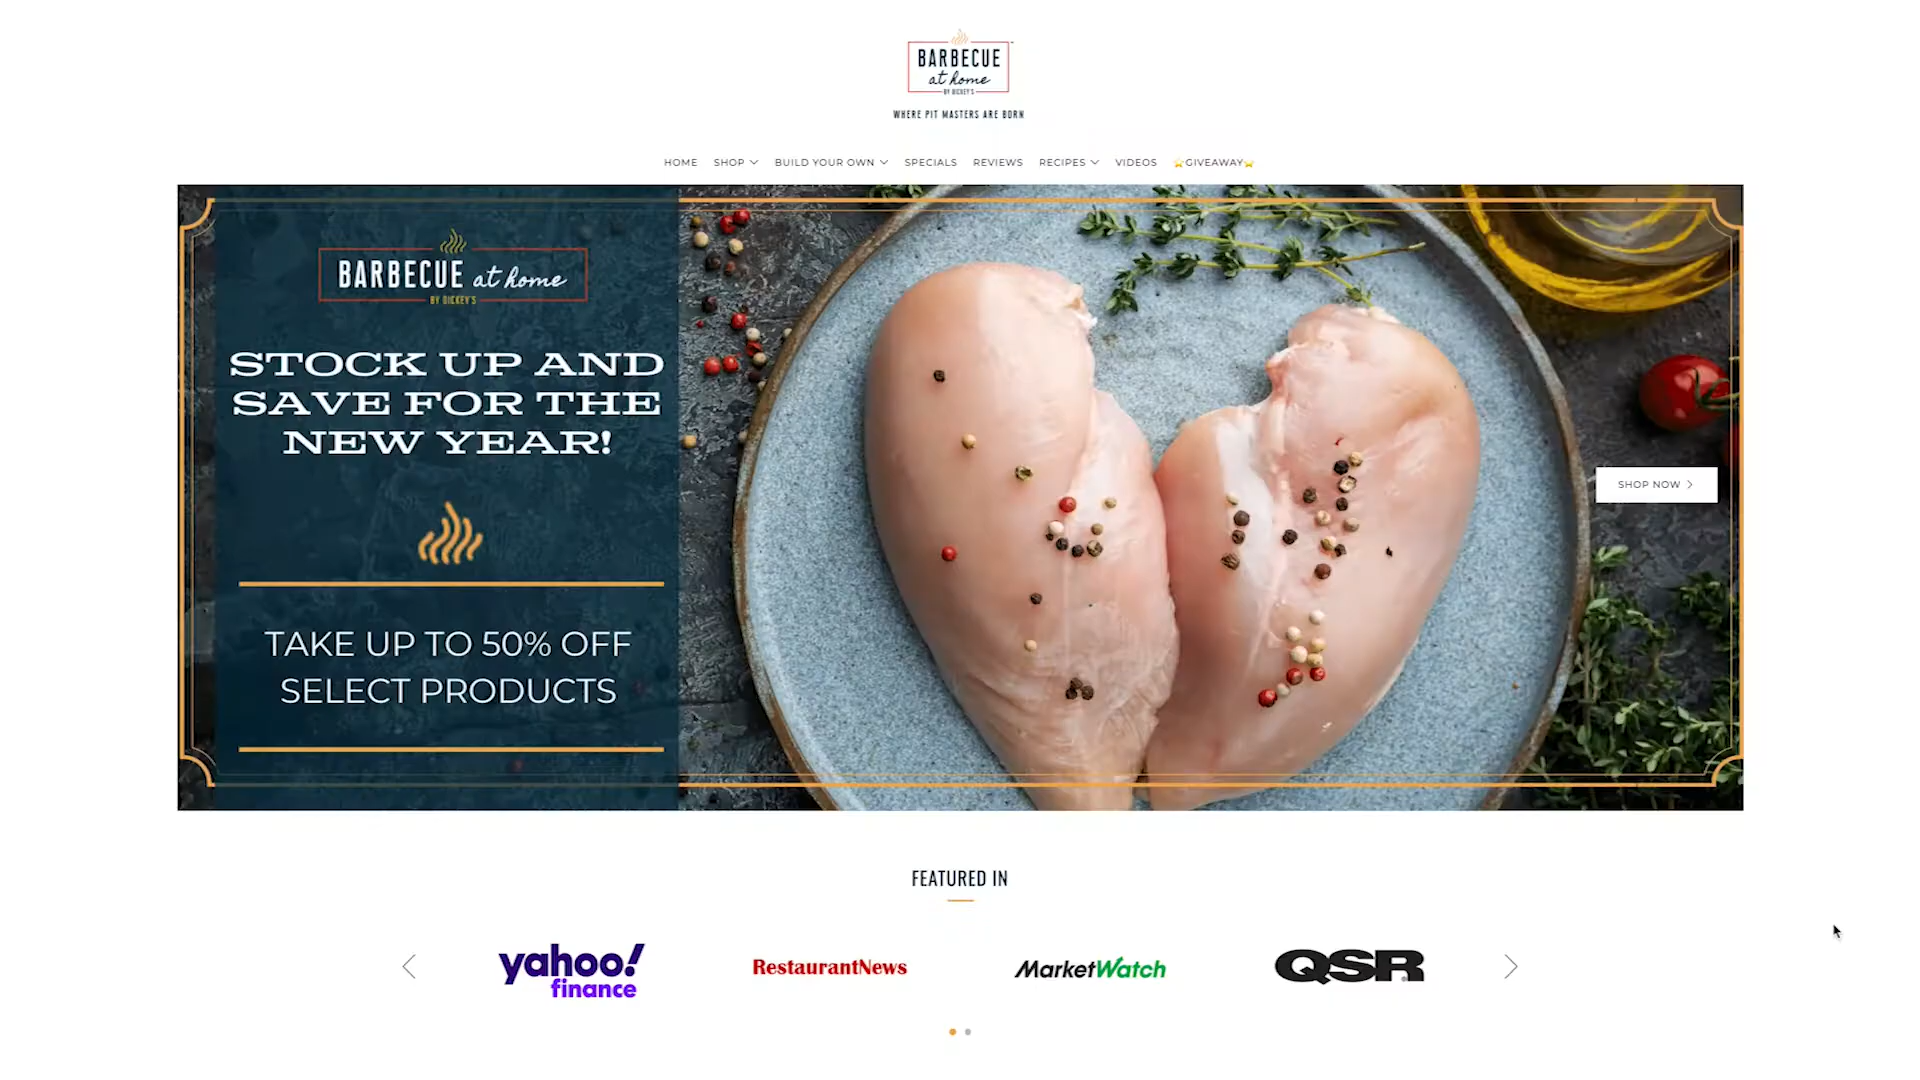 BARBECUE
at home
BY DICKEY'S
WHERE PIT MASTERS ARE BORN
HOME SHOP BUILD YOUR OWN SPECIALS REVIEWS RECIPES VIDEOS ⭐GIVEAWAY⭐
BARBECUE at home
BY DICKEY'S
STOCK UP AND
SAVE FOR THE
NEW YEAR!
TAKE UP TO 50% OFF
SELECT PRODUCTS
SHOP NOW
FEATURED IN
yahoo!
finance
RestaurantNews
MarketWatch
QSR